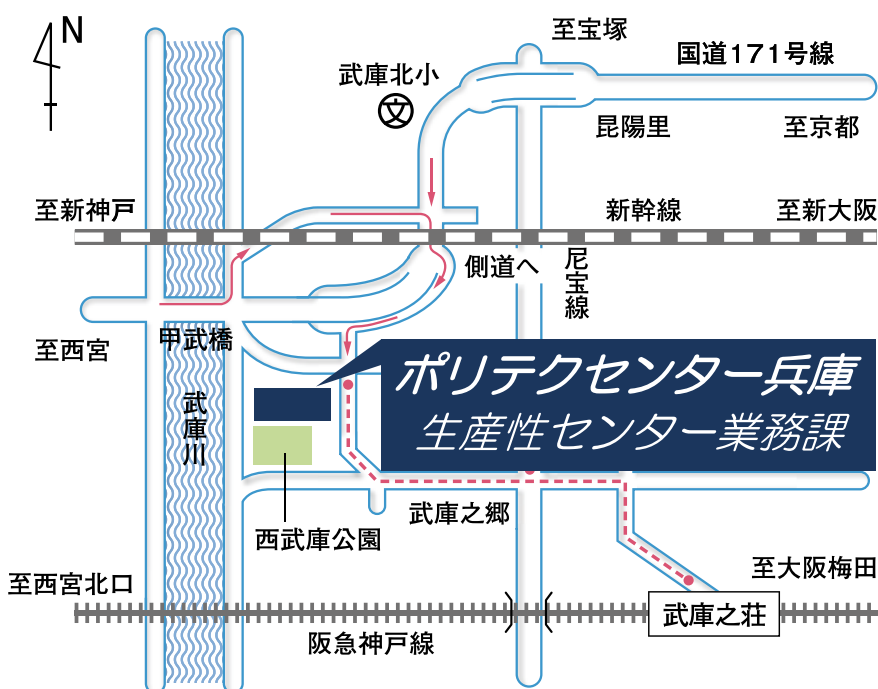 N
至宝塚
国道171号線
武庫北小
文
昆陽里
至京都
至新神戸
新幹線
至新大阪
側道へ
尼宝線
至西宮
甲武橋
ポリテクセンター兵庫
生産性センター業務課
武庫川
武庫之郷
西武庫公園
至西宮北口
至大阪梅田
武庫之荘
阪急神戸線